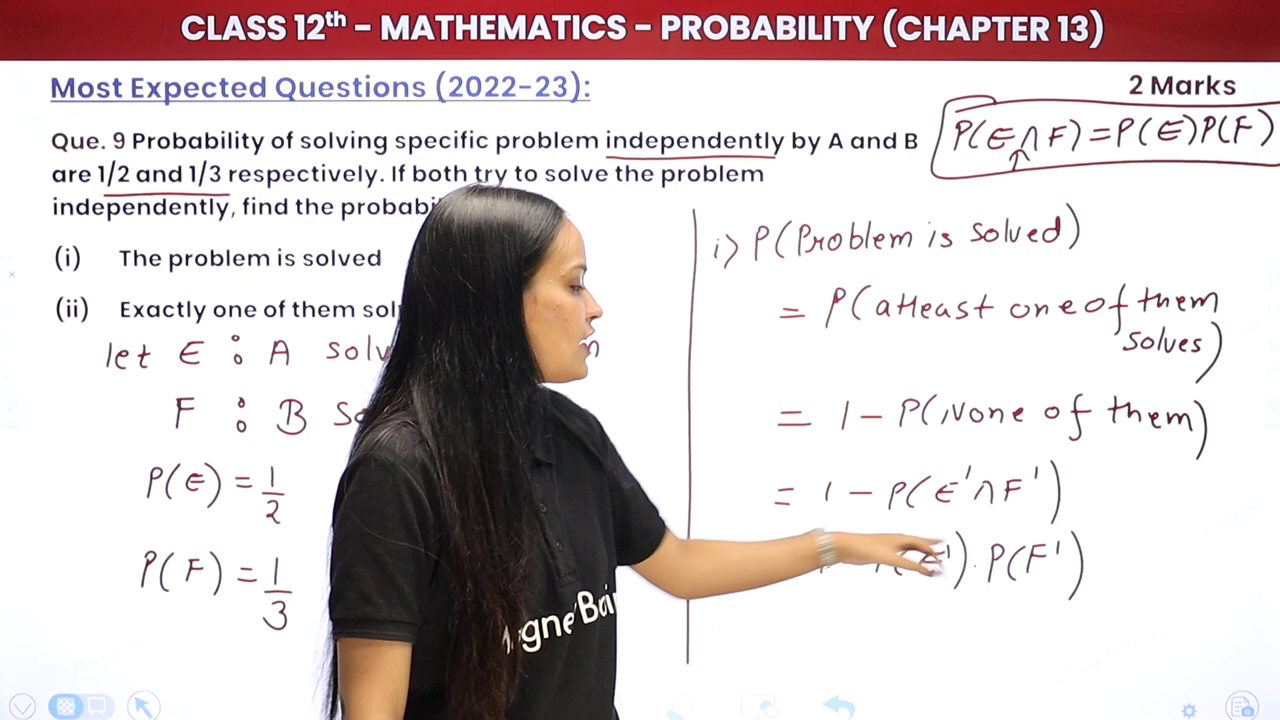 CLASS 12th – MATHEMATICS – PROBABILITY (CHAPTER 13)
Most Expected Questions (2022-23):
2 Marks
Que. 9 Probability of solving specific problem independently by A and B
are 1/2 and 1/3 respectively. If both try to solve the problem
independently, find the
(i) The problem is solved
(ii) Exactly one of them
P(E∩F)=P(E)P(F)
let E : A
F : B
P(E) = 1/2
P(F) = 1/3
i) P(Problem is solved)
= P(atleast one of them
solves)
= 1 - P(None of them)
= 1 - P(E'∩F')
. P(F')